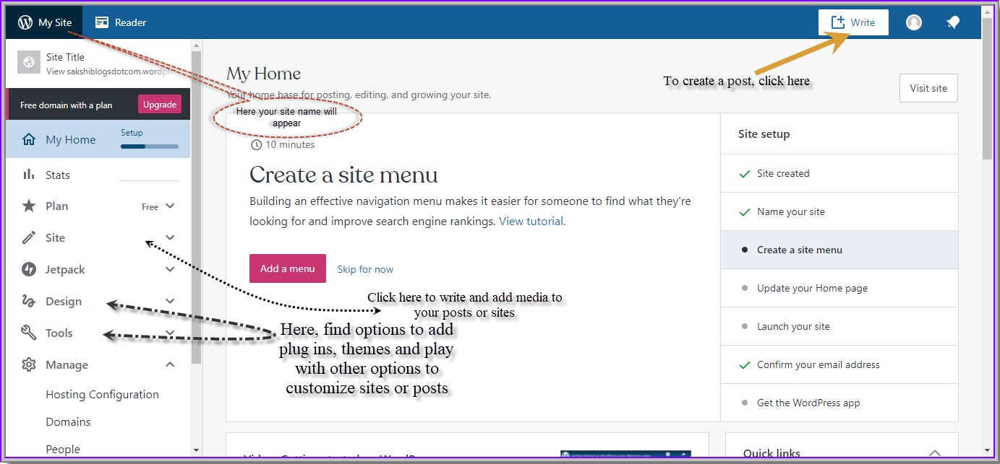 My Site
Reader
Write
Site Title
View sakshiblogsdotcom.wordpr
Free domain with a plan
Upgrade
My Home
Setup
Stats
Plan
Free
Site
Jetpack
Design
Tools
Manage
Hosting Configuration
Domains
People
To create a post, click here
My Home
Your home base for posting, editing, and growing your site.
Visit site
Here your site name will
appear
10 minutes
Create a site menu
Building an effective navigation menu makes it easier for someone to find what they're
looking for and improve search engine rankings. View tutorial.
Add a menu
Skip for now
Click here to write and add media to
your posts or sites
Here, find options to add
plug ins, themes and play
with other options to
customize sites or posts
Site setup
Site created
Name your site
Create a site menu
Update your Home page
Launch your site
Confirm your email address
Get the WordPress app
Quick links